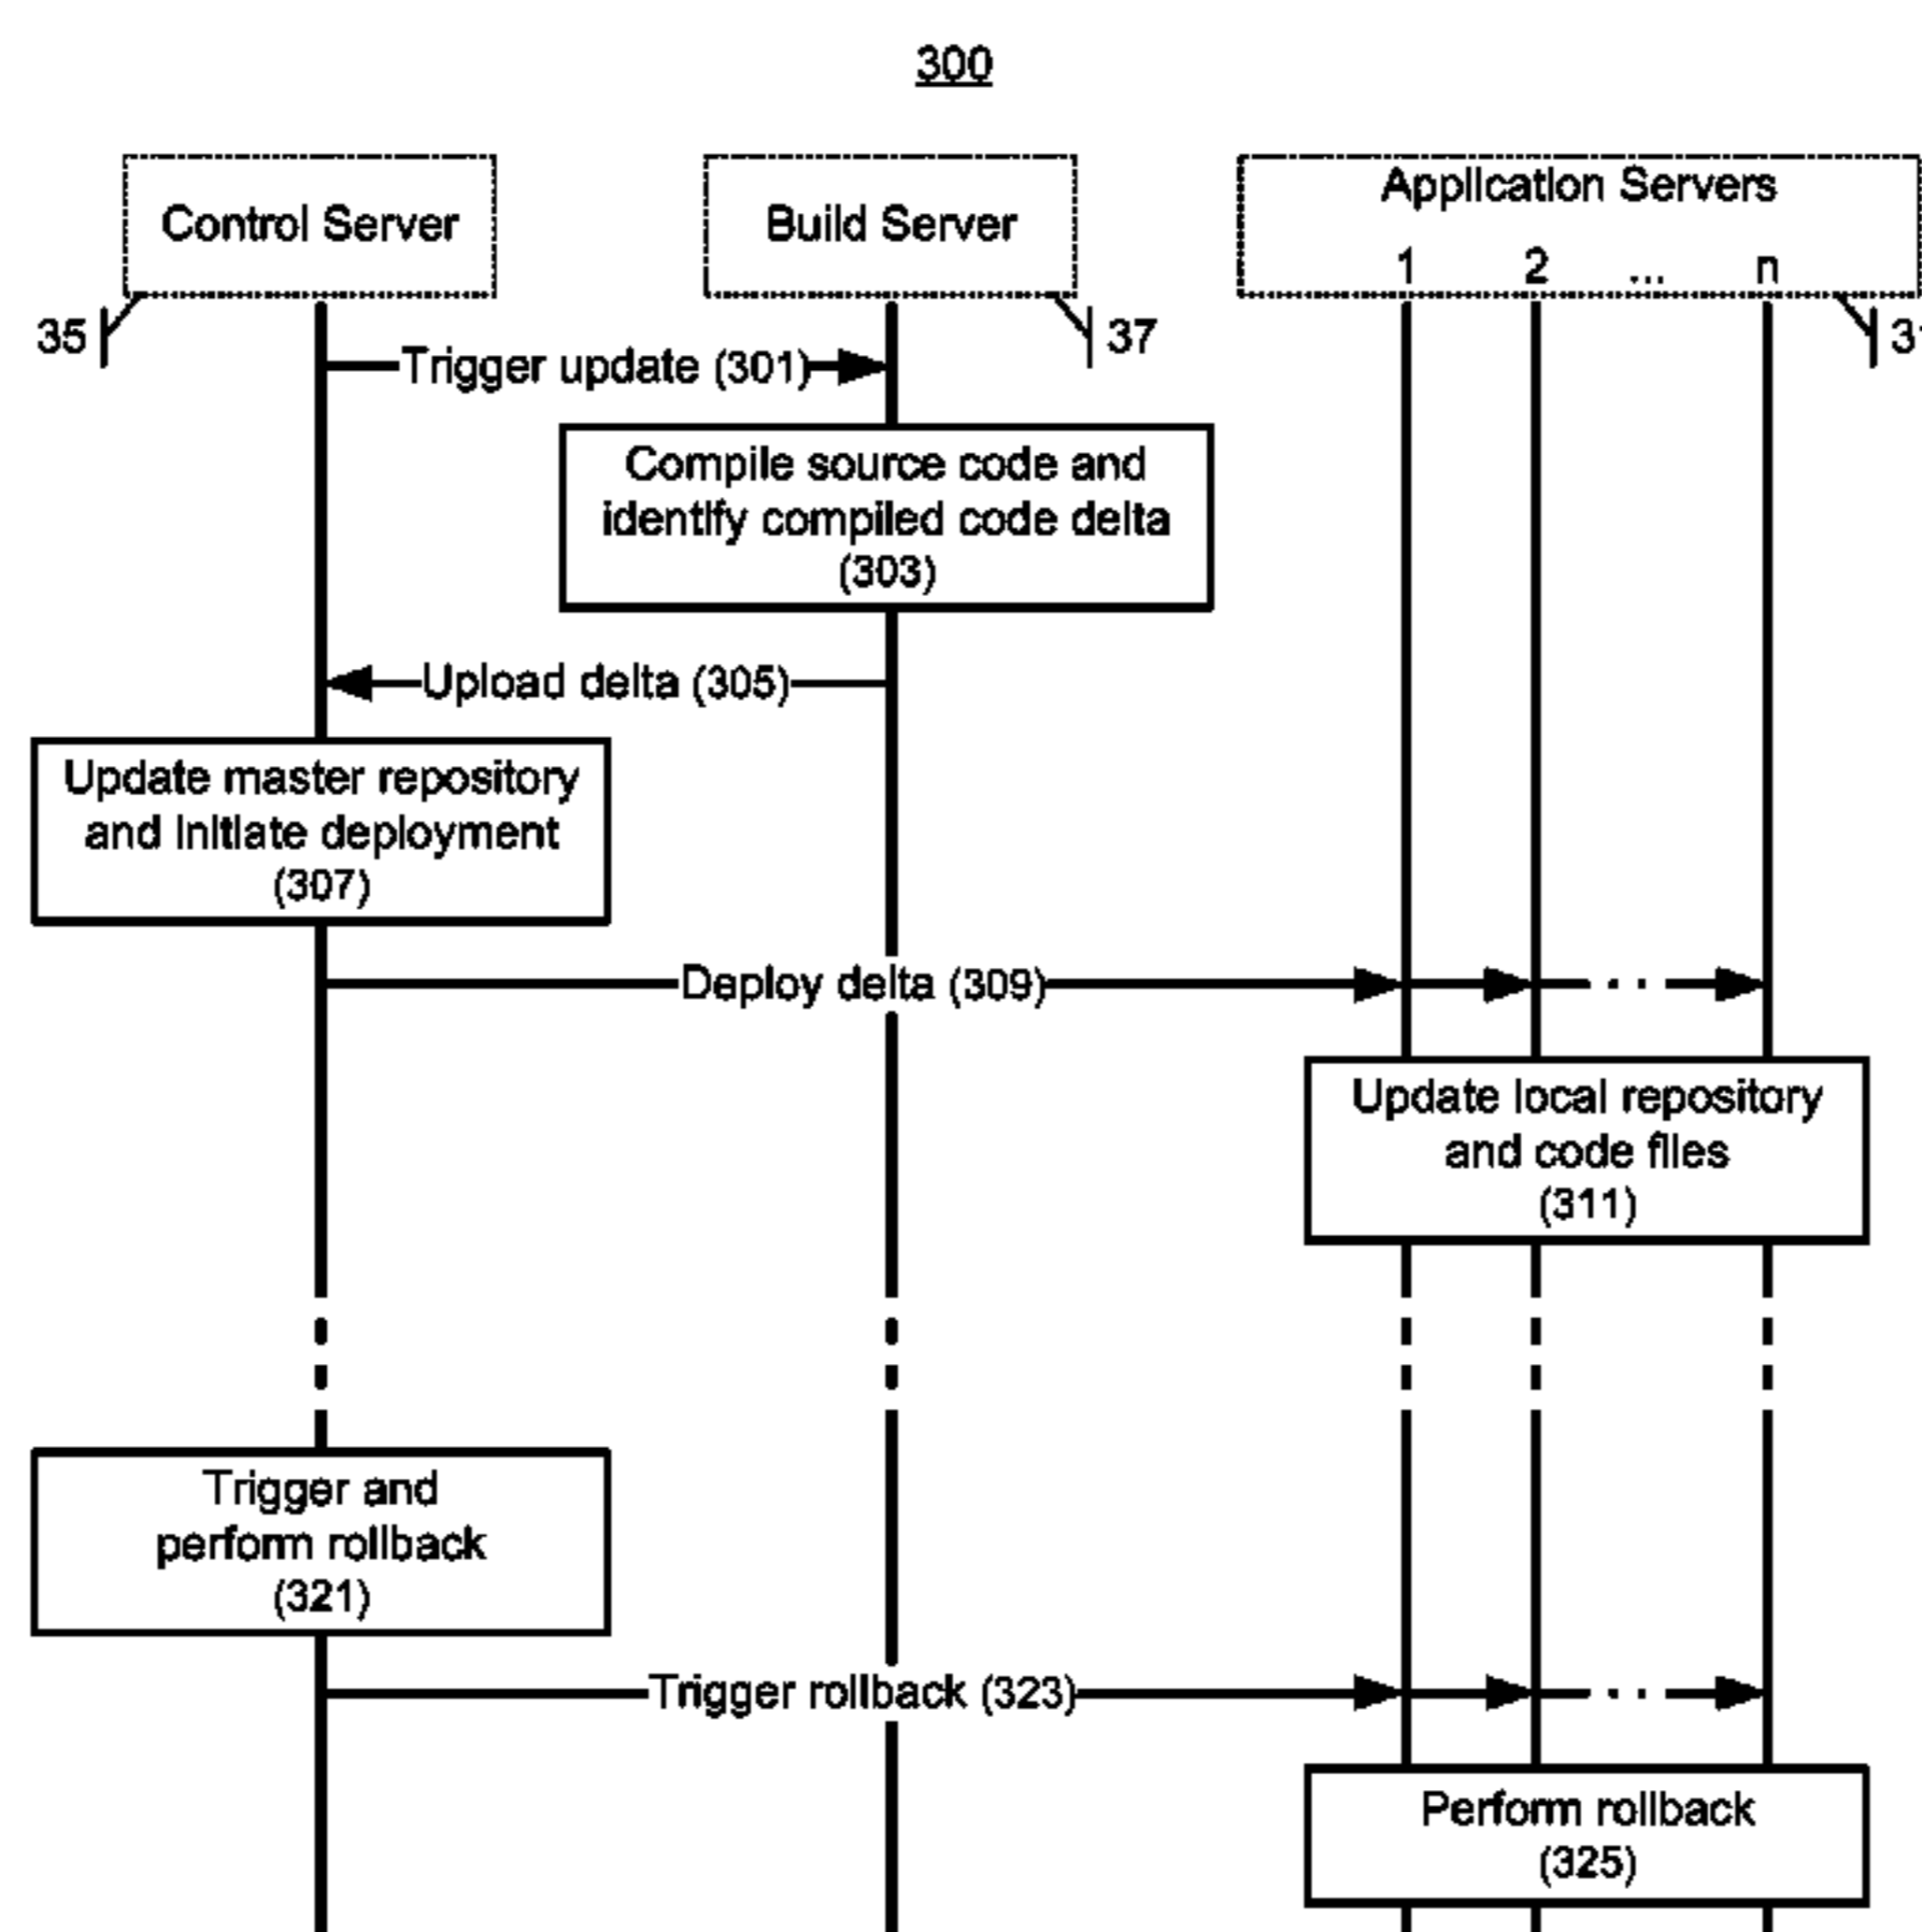 300
Control Server
Build Server
Application Servers
1 2 ... n
35
37
31
Trigger update (301)
Compile source code and
identify compiled code delta
(303)
Upload delta (305)
Update master repository
and initiate deployment
(307)
Deploy delta (309)
Update local repository
and code files
(311)
Trigger and
perform rollback
(321)
Trigger rollback (323)
Perform rollback
(325)